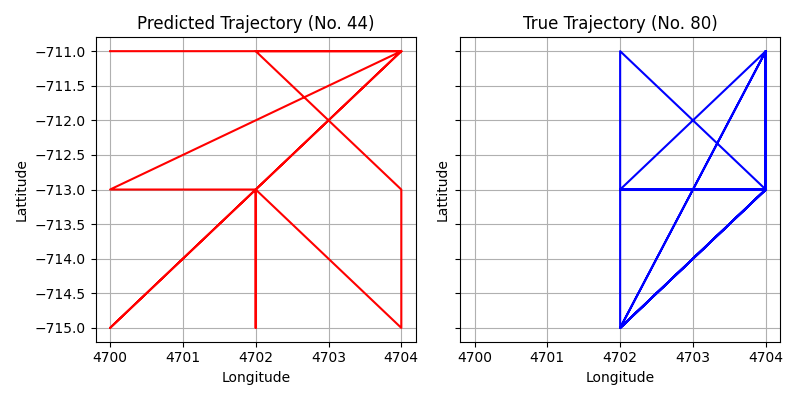 Predicted Trajectory (No. 44)
True Trajectory (No. 80)
−711.0
−711.5
−712.0
−712.5
−713.0
−713.5
−714.0
−714.5
−715.0
Lattitude
Lattitude
4700 4701 4702 4703 4704
4700 4701 4702 4703 4704
Longitude
Longitude